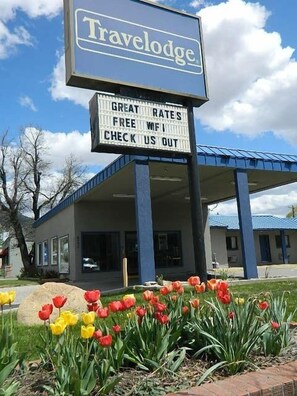 Travelodge
GREAT RATES
FREE WIFI
CHECK US OUT